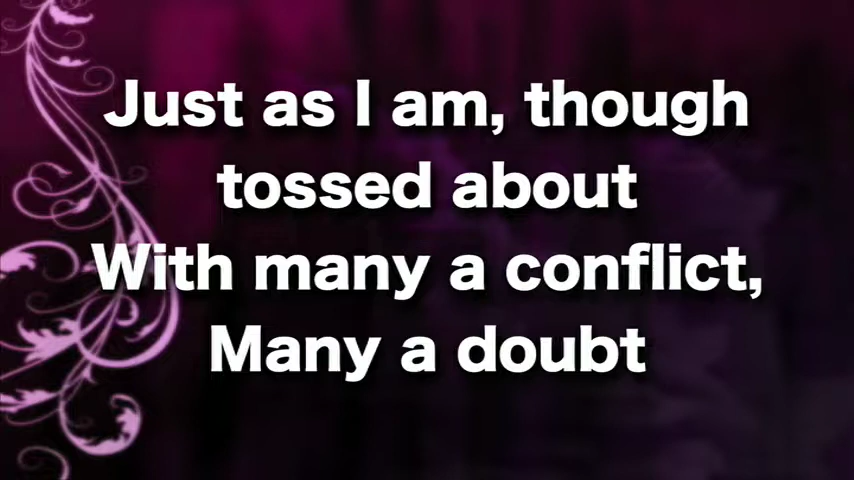 Just as I am, though
tossed about
With many a conflict,
Many a doubt